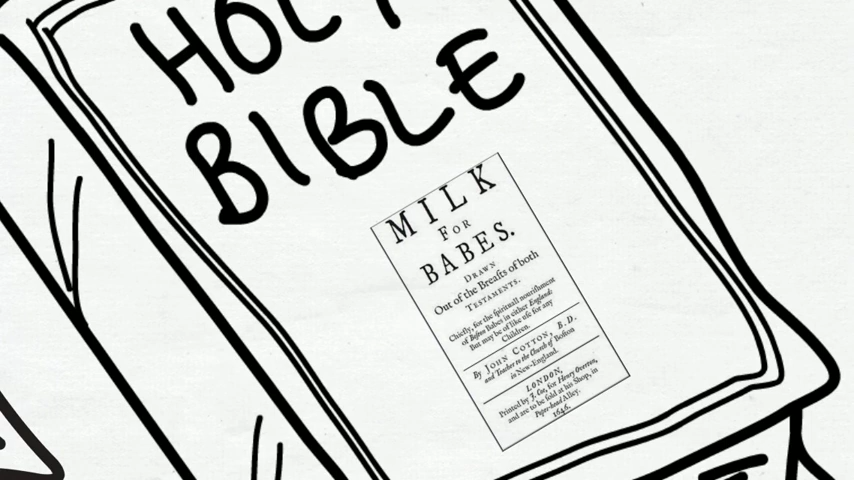 HOLY
BIBLE
MILK
FOR
BABES.
DRAWN
Out of the Breaſts of both
TESTAMENTS.
Chiefly, for the ſpirituall nouriſhment
of Boſton Babes in either England:
But may be of like uſe for any
Children.
By JOHN COTTON, B. D.
and Teacher to the Church of Boſton
in New-England.
LONDON,
Printed by J. Coe, for Henry Overton,
and are to be ſold at his Shop, in
Popes-head Alley.
1646.